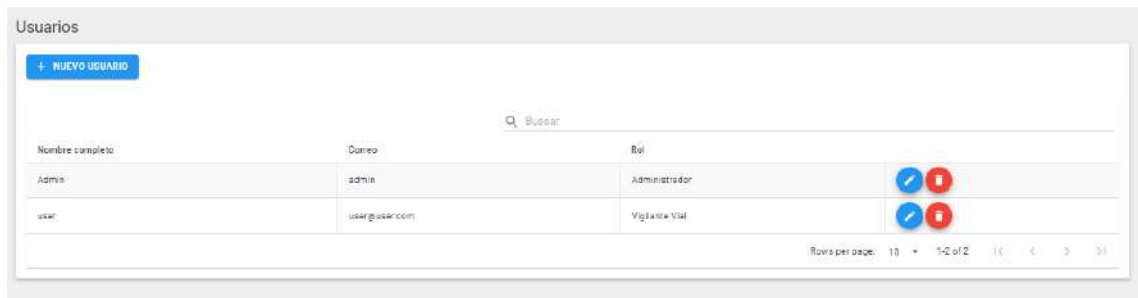 Usuarios
+ NUEVO USUARIO
Buscar
Nombre completo Correo Rol
Admin admin Administrador
user user@user.com Vigilante Vial
Rows per page: 10 1-2 of 2